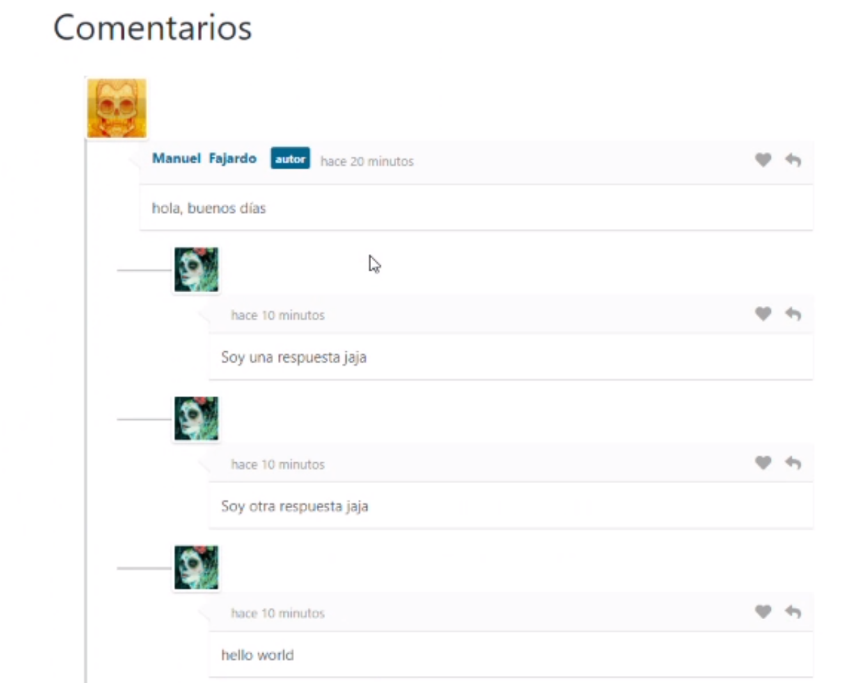 Comentarios
Manuel Fajardo autor hace 20 minutos
hola, buenos días
hace 10 minutos
Soy una respuesta jaja
hace 10 minutos
Soy otra respuesta jaja
hace 10 minutos
hello world